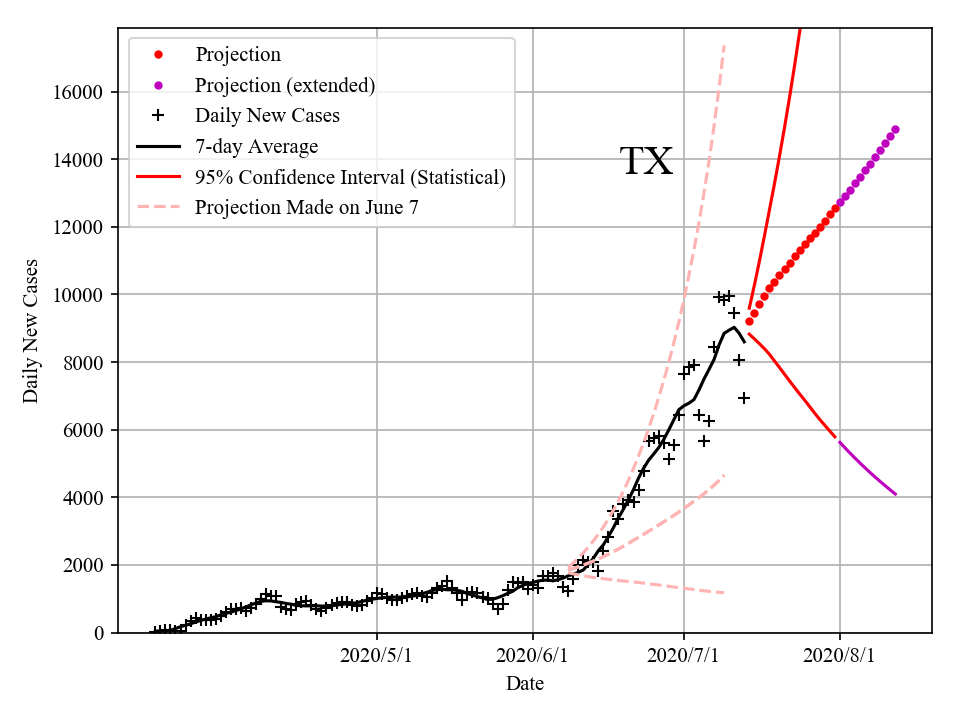 Projection
Projection (extended)
Daily New Cases
7-day Average
95% Confidence Interval (Statistical)
Projection Made on June 7
TX
16000
14000
12000
10000
8000
6000
4000
2000
0
Daily New Cases
2020/5/1
2020/6/1
2020/7/1
2020/8/1
Date